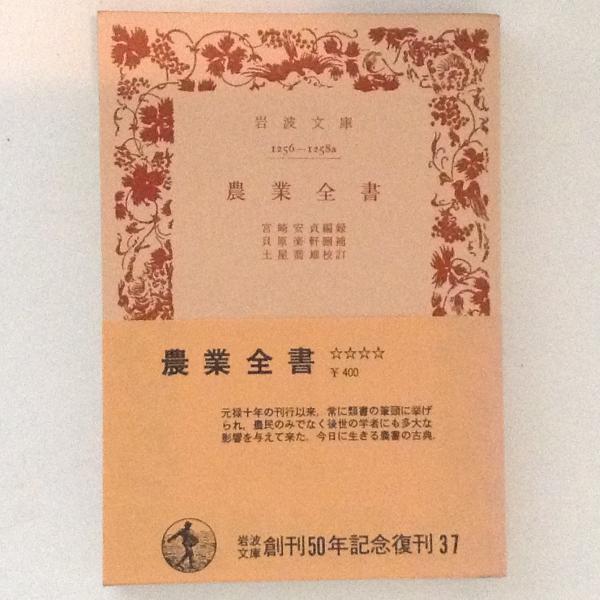 岩波文庫
1256—1258a
農業全書
宮崎安貞編録
貝原楽軒刪補
土屋喬雄校訂
農業全書 ☆☆☆☆
￥400
元禄十年の刊行以来，常に類書の筆頭に挙げ
られ，農民のみでなく後世の学者にも多大な
影響を与えて来た，今日に生きる農書の古典．
岩波文庫 創刊50年記念復刊 37